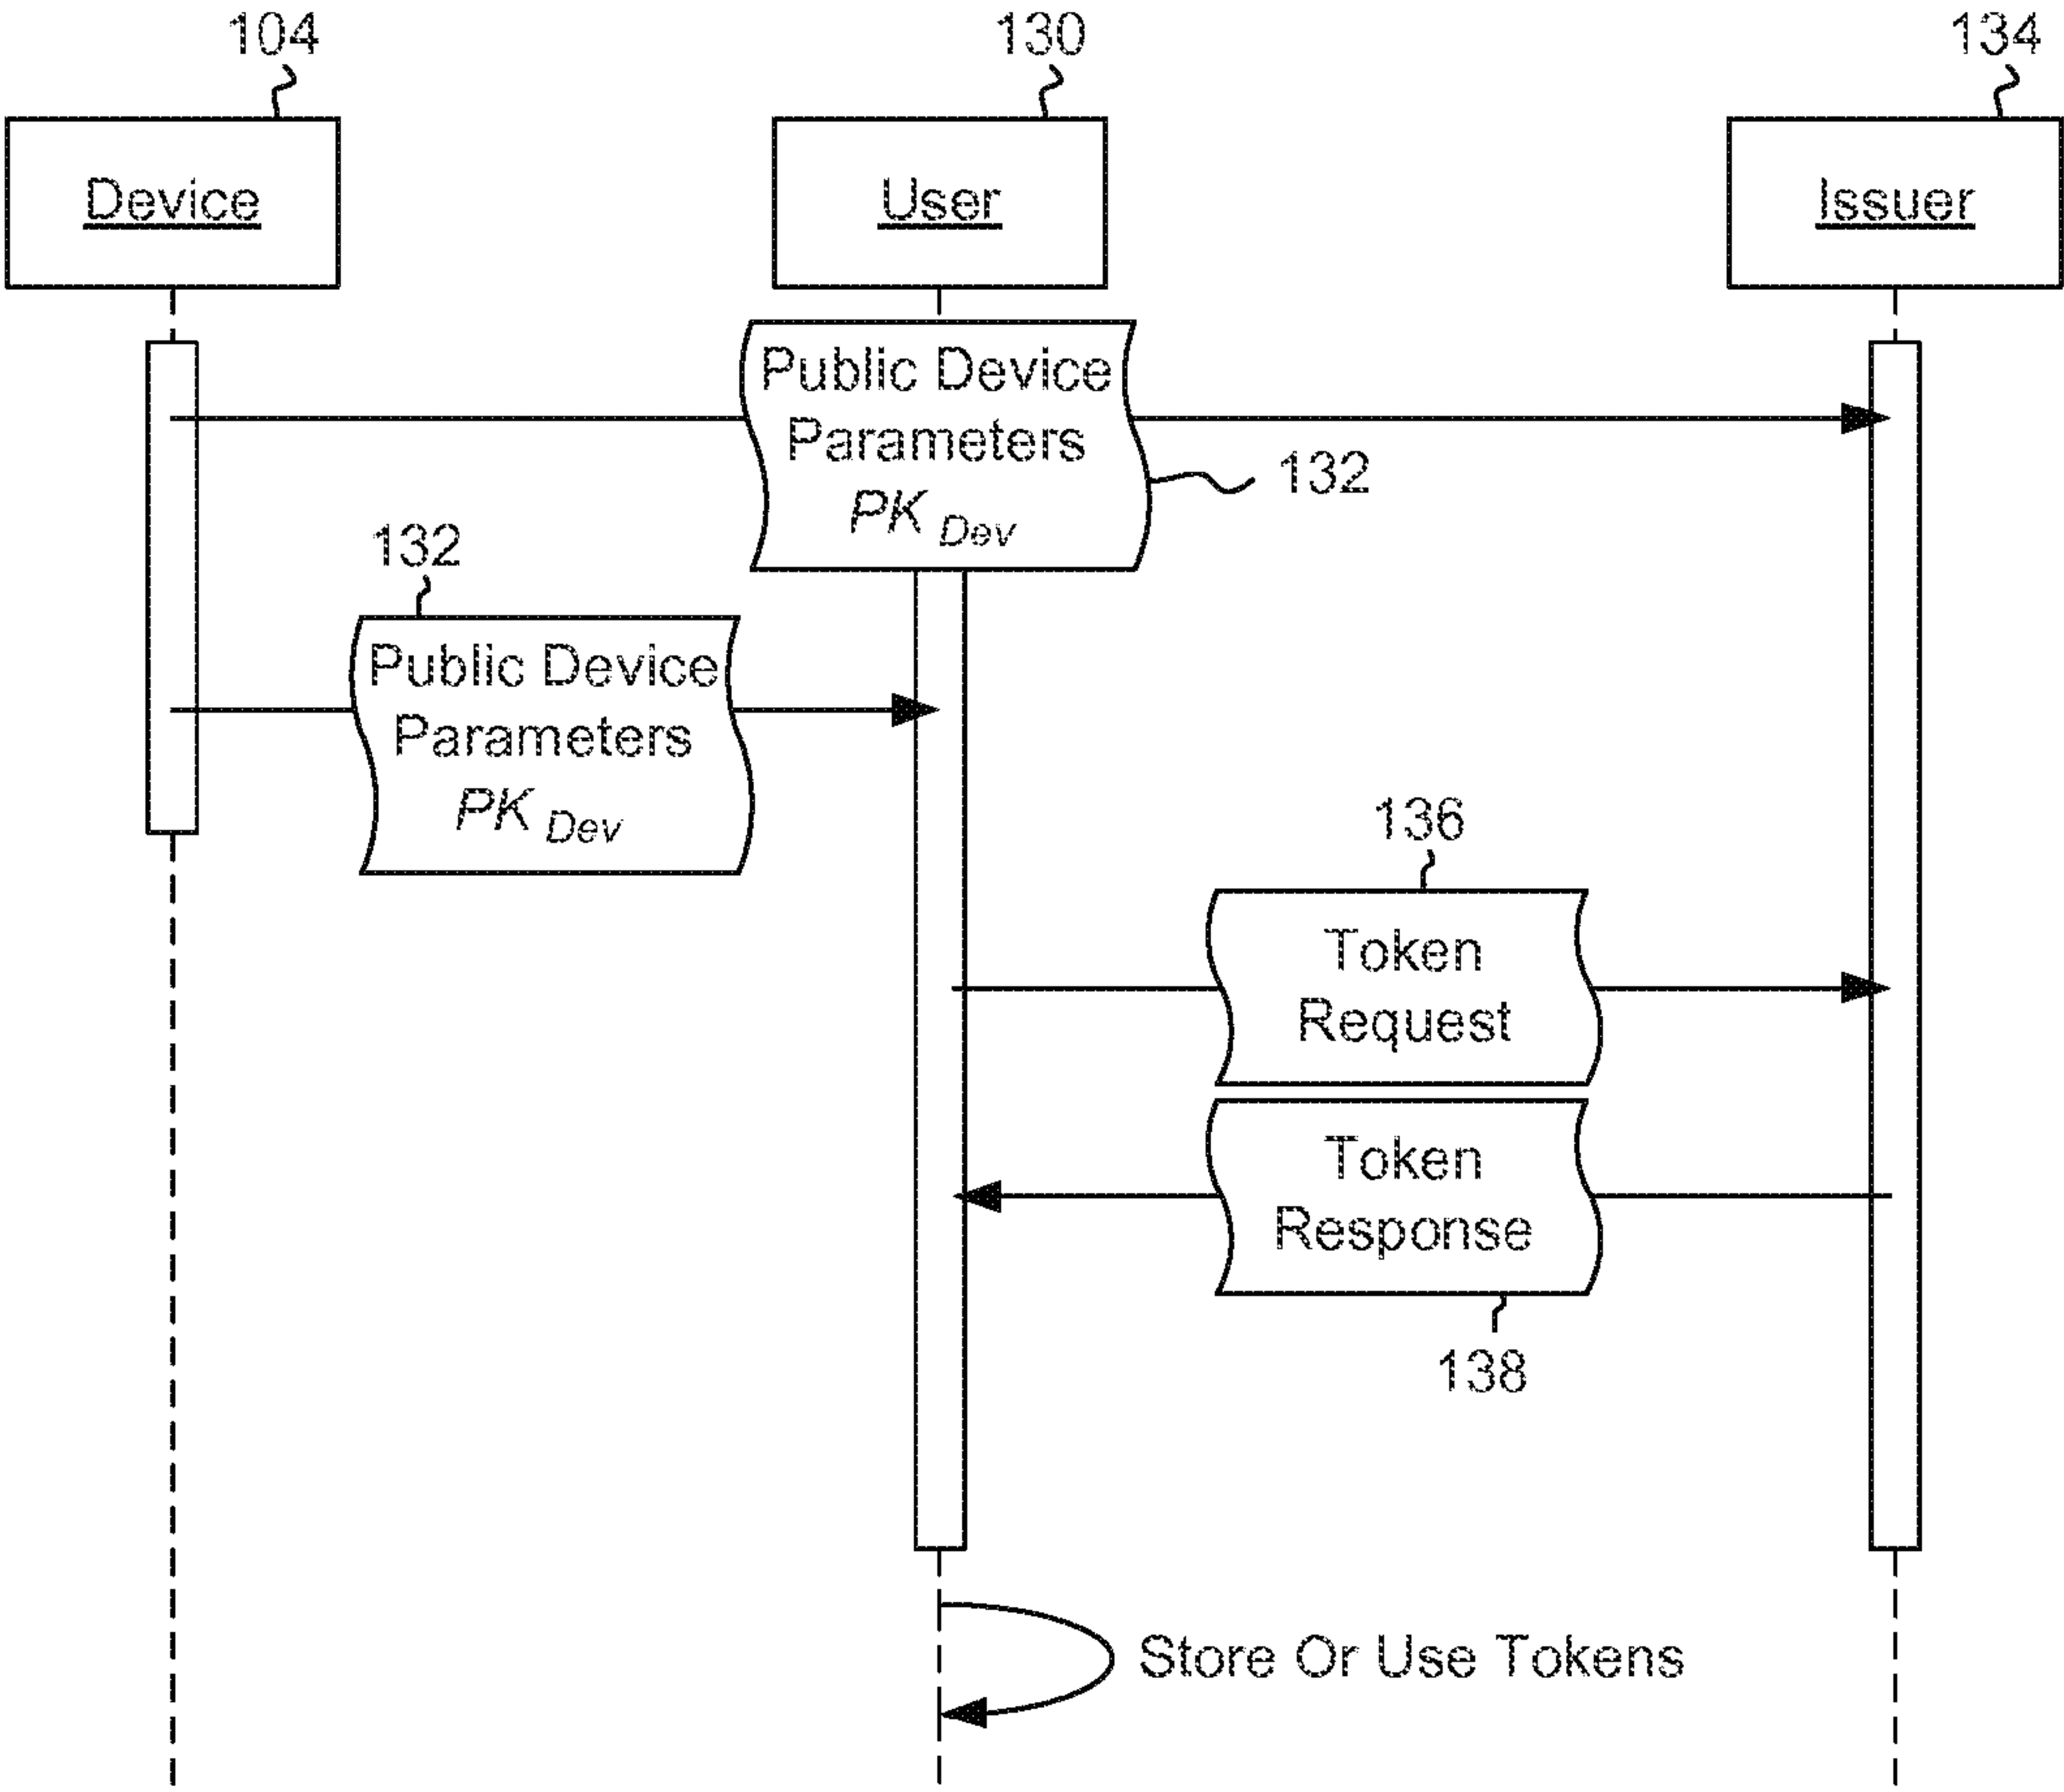 104
130
134
Device
User
Issuer
Public Device
Parameters
PK Dev
132
132
Public Device
Parameters
PK Dev
136
Token
Request
Token
Response
138
Store Or Use Tokens